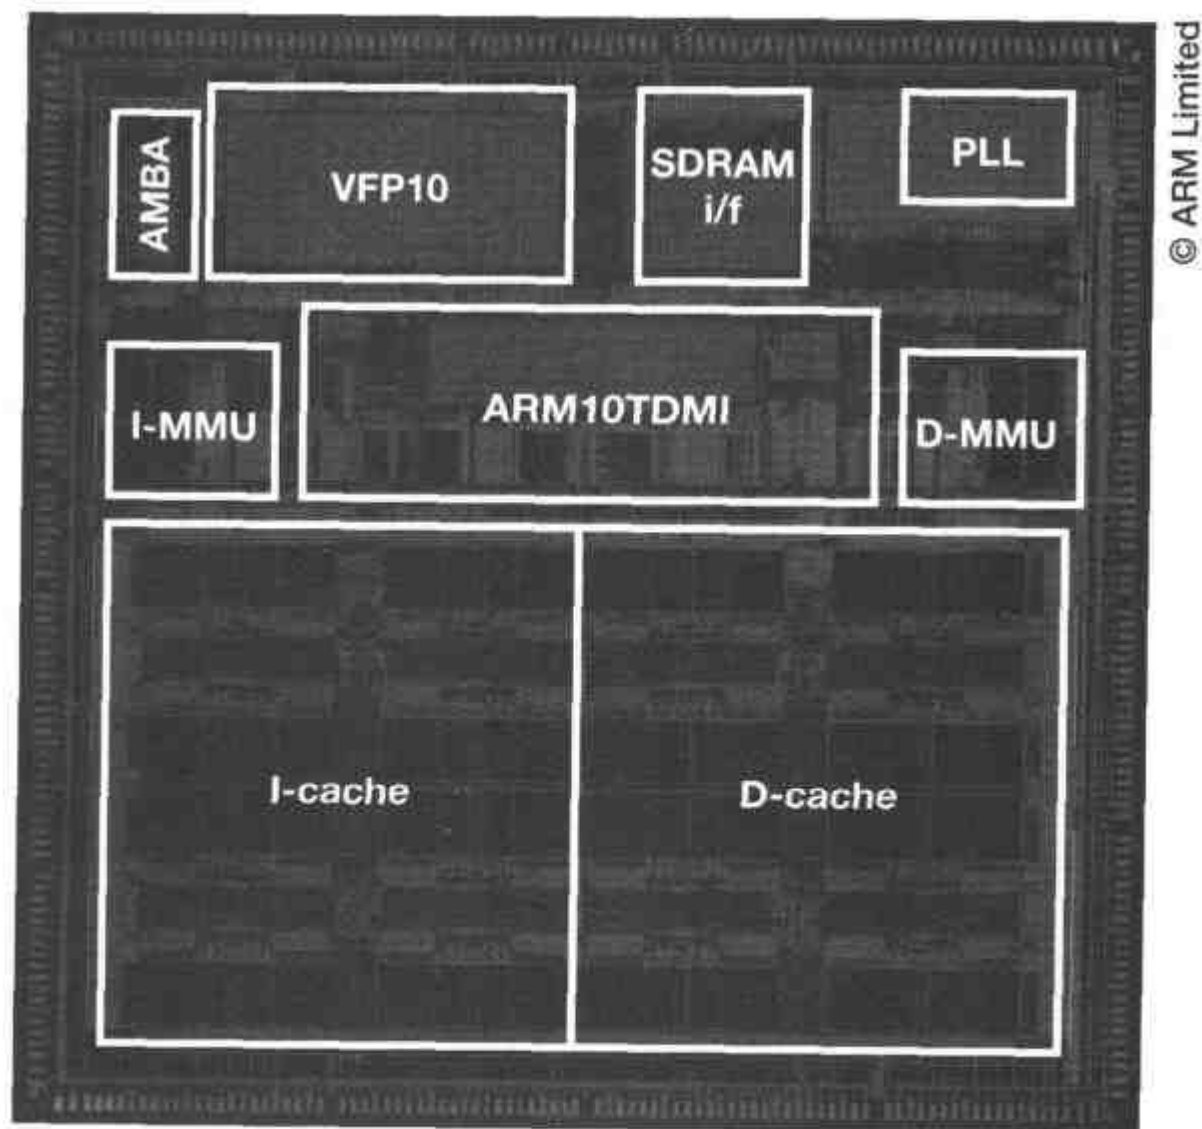 © ARM Limited
AMBA
VFP10
SDRAM
i/f
PLL
I-MMU
ARM10TDMI
D-MMU
I-cache
D-cache